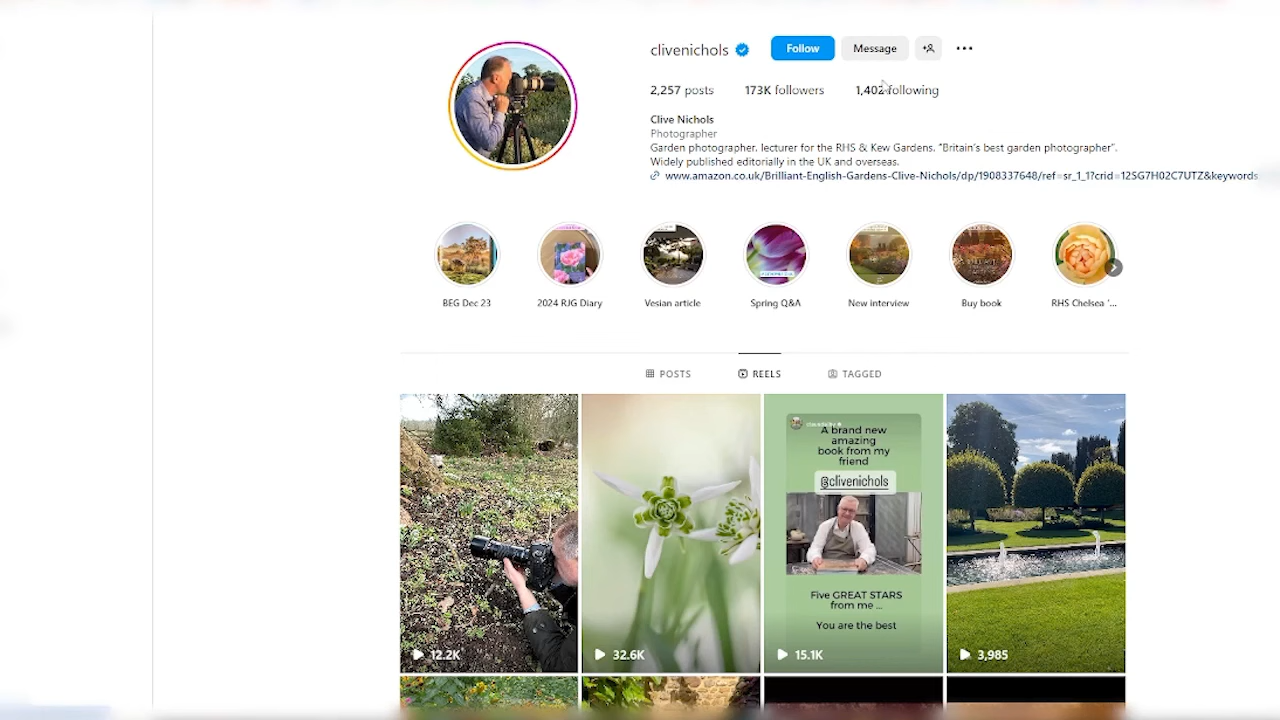 clivenichols
Follow
Message
2,257 posts
173K followers
1,402 following
Clive Nichols
Photographer
Garden photographer, lecturer for the RHS & Kew Gardens. "Britain's best garden photographer".
Widely published editorially in the UK and overseas.
www.amazon.co.uk/Brilliant-English-Gardens-Clive-Nichols/dp/1908337648/ref=sr_1_1?crid=12SG7H02C7UTZ&keywords
BEG Dec 23
2024 RJG Diary
Vesian article
Spring Q&A
New interview
Buy book
RHS Chelsea '...
POSTS
REELS
TAGGED
A brand new
amazing
book from my
friend
@clivenichols
Five GREAT STARS
from me ...
You are the best
12.2K
32.6K
15.1K
3,985